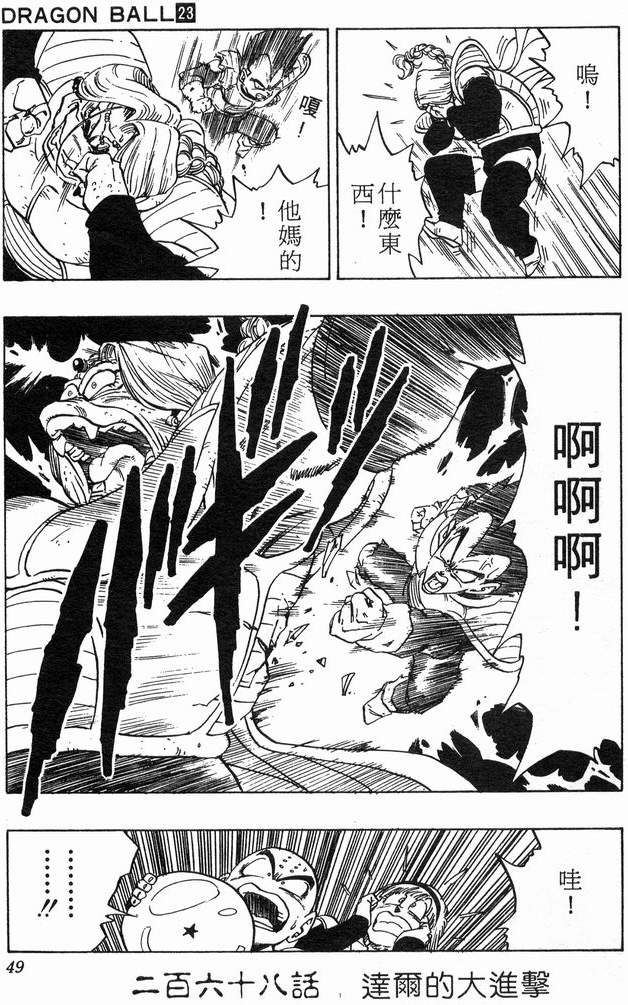 DRAGON BALL 23
嗚！
什麼東
西！
嗄！
他媽的
！
啊啊啊！
哇！
………
……!!
49
二百六十八話 達爾的大進擊